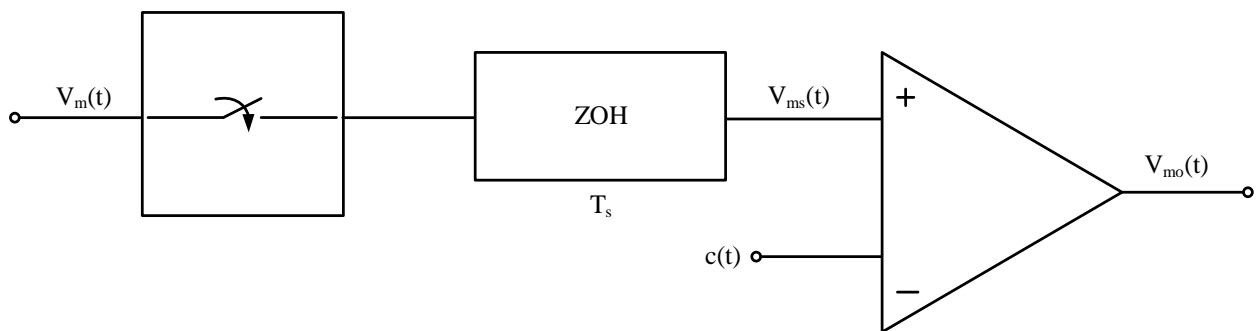 V_m(t)
ZOH
T_s
V_ms(t)
+
c(t)
−
V_mo(t)